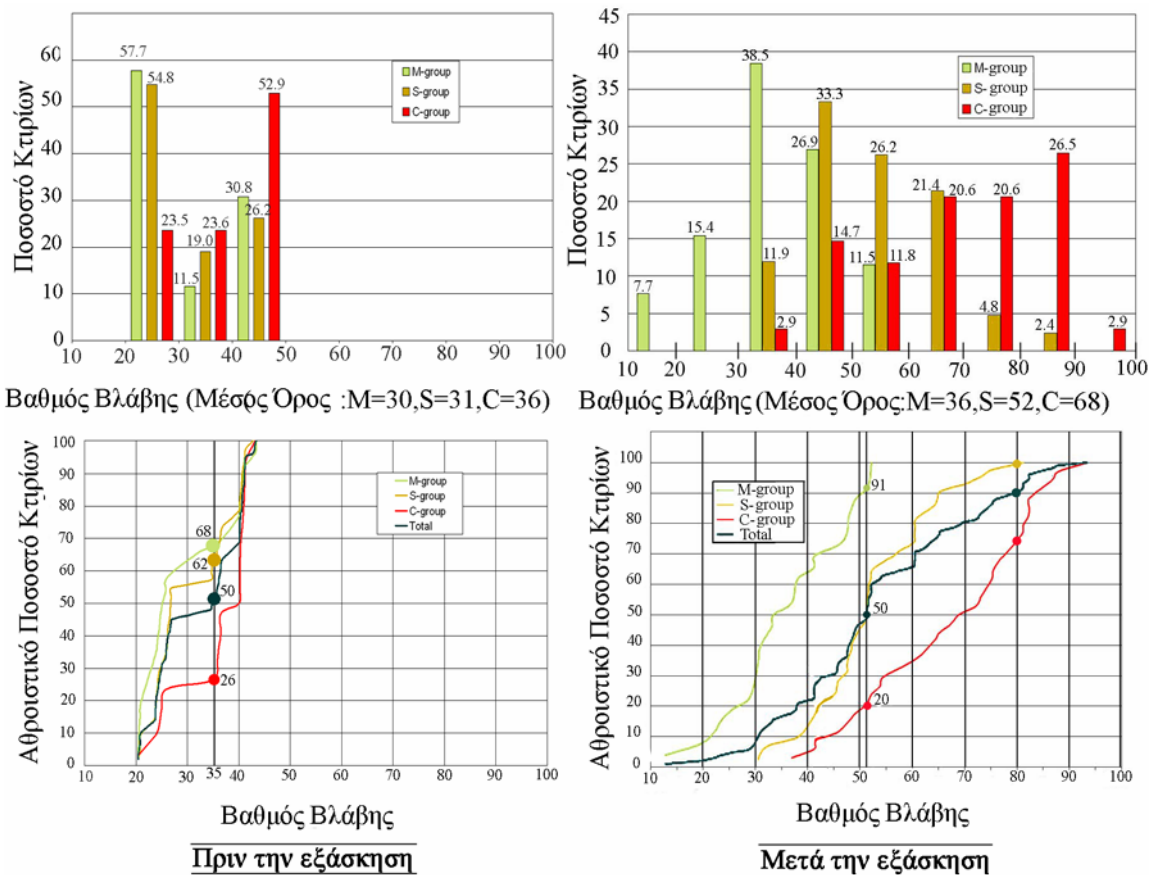 Ποσοστό Κτιρίων
60
50
40
30
20
10
0
57.7
54.8
23.5
11.5
19.0
23.6
30.8
26.2
52.9
M-group
S-group
C-group
10 20 30 40 50 60 70 80 90 100
Βαθμός Βλάβης (Μέσος Όρος :M=30,S=31,C=36)
Ποσοστό Κτιρίων
45
40
35
30
25
20
15
10
5
0
7.7
15.4
38.5
11.9
2.9
26.9
33.3
14.7
11.5
26.2
11.8
21.4
20.6
4.8
20.6
2.4
26.5
2.9
M-group
S- group
C-group
10 20 30 40 50 60 70 80 90 100
Βαθμός Βλάβης (Μέσος Όρος:M=36,S=52,C=68)
Αθροιστικό Ποσοστό Κτιρίων
100
90
80
70
60
50
40
30
20
10
0
68
62
50
26
M-group
S-group
C-group
Total
10 20 30 35 40 50 60 70 80 90 100
Βαθμός Βλάβης
Πριν την εξάσκηση
Αθροιστικό Ποσοστό Κτιρίων
100
90
80
70
60
50
40
30
20
10
0
91
50
20
M-group
S-group
C-group
Total
10 20 30 40 50 60 70 80 90 100
Βαθμός Βλάβης
Μετά την εξάσκηση